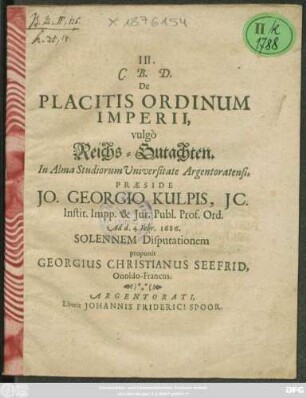 II k
1788
X 1876154
III.
C. B. D.
De
PLACITIS ORDINUM
IMPERII,
vulgò
Reichs-Gutachten.
In Alma Studiorum Universitate Argentoratensi,
PRÆSIDE
JO. GEORGIO KULPIS, JC.
Instit. Impp. & Jur. Publ. Prof. Ord.
Ad d. 4 Febr. 1686.
SOLENNEM Disputationem
proponit
GEORGIUS CHRISTIANUS SEEFRID,
Onoldo-Francus.
ARGENTORATI,
Literis JOHANNIS FRIDERICI SPOOR.